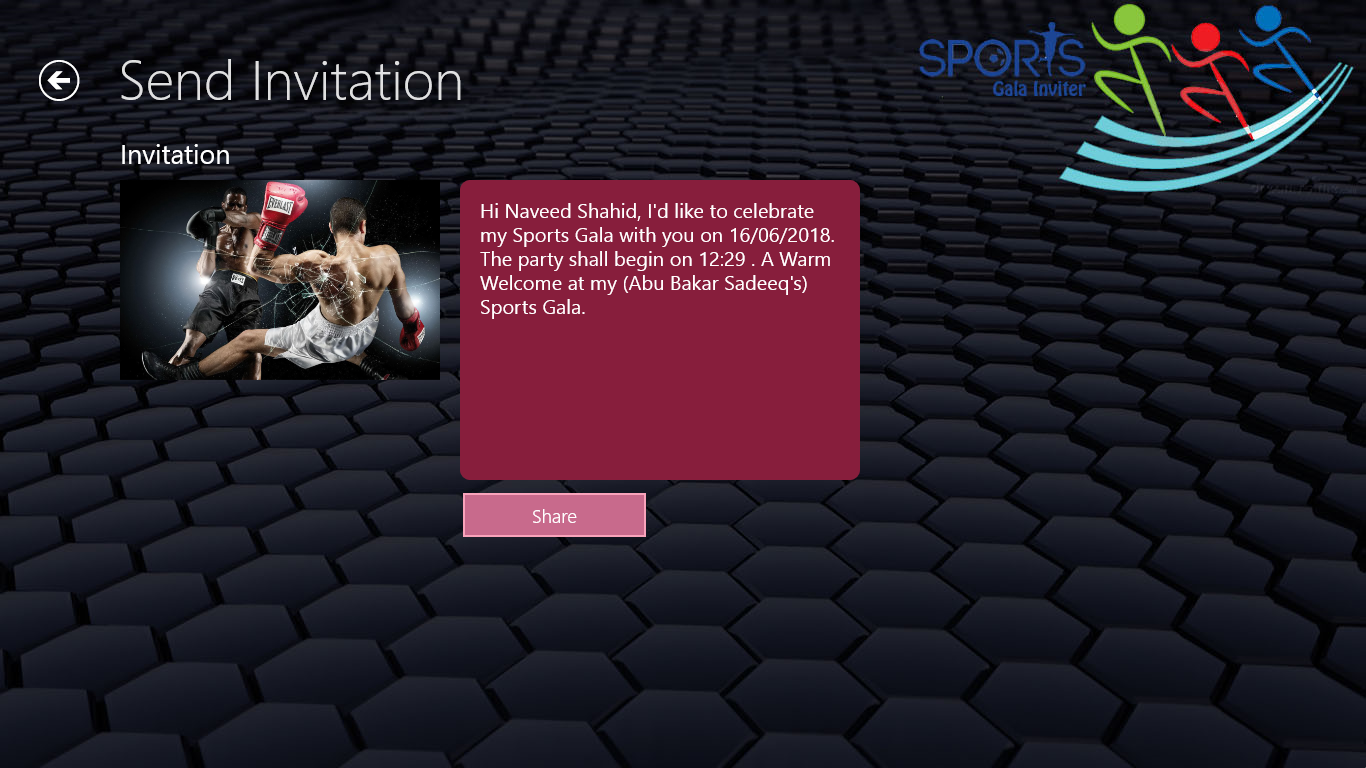 Send Invitation
SPORTS
Gala Inviter
Invitation
EVERLAST
Hi Naveed Shahid, I'd like to celebrate
my Sports Gala with you on 16/06/2018.
The party shall begin on 12:29 . A Warm
Welcome at my (Abu Bakar Sadeeq's)
Sports Gala.
Share